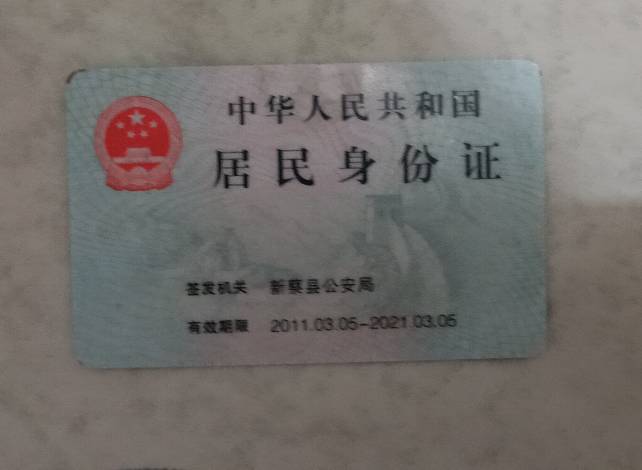 中华人民共和国
居民身份证
签发机关 新蔡县公安局
有效期限 2011.03.05-2021.03.05